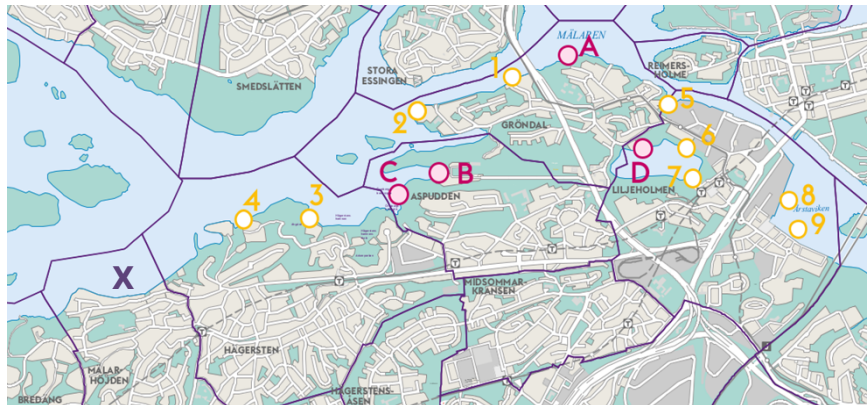 MÄLAREN
A
1
STORA
ESSINGEN
REIMERS-
HOLME
SMEDSLÄTTEN
2
5
GRÖNDAL
6
D
7
LILJEHOLMEN
C
B
ASPUDDEN
8
Årstaviken
9
4
3
X
MIDSOMMAR-
KRANSEN
HÄGERSTEN
MÄLAR-
HÖJDEN
BREDÄNG
HÄGERSTENS-
ÅSEN
T
T
T
T
T
T
T
T
T